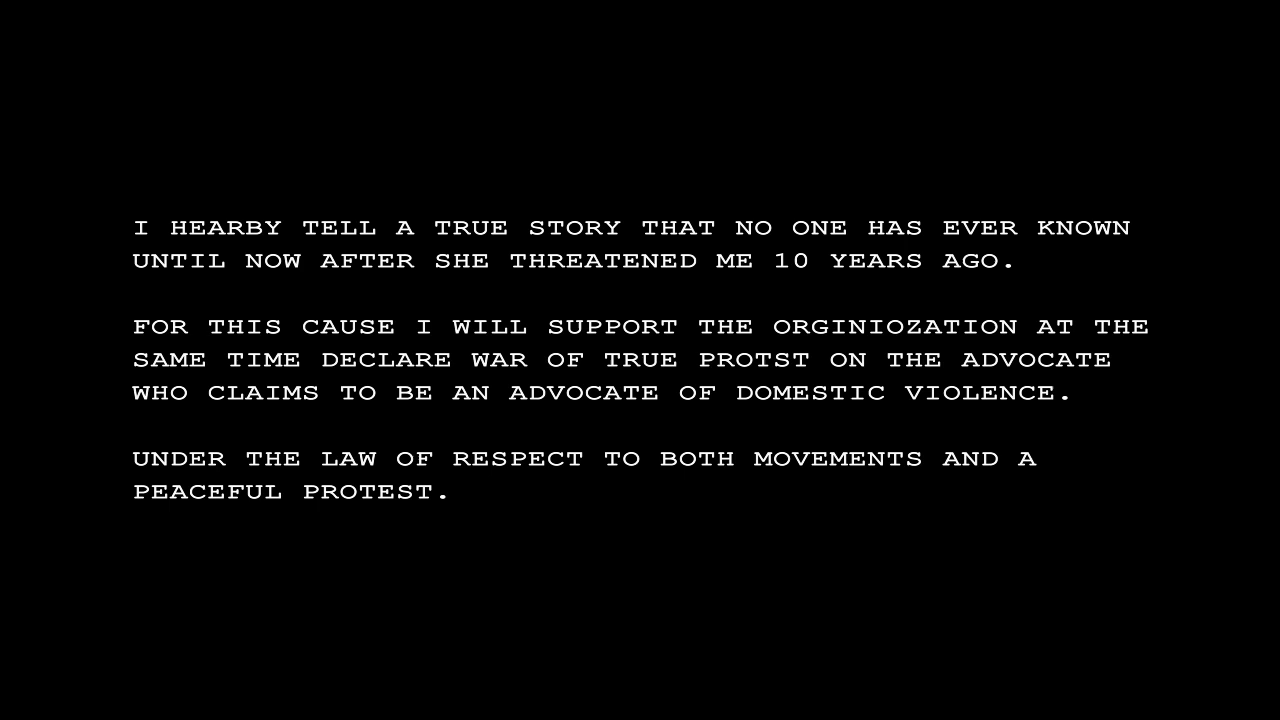 I HEARBY TELL A TRUE STORY THAT NO ONE HAS EVER KNOWN
UNTIL NOW AFTER SHE THREATENED ME 10 YEARS AGO.
FOR THIS CAUSE I WILL SUPPORT THE ORGINIOZATION AT THE
SAME TIME DECLARE WAR OF TRUE PROTST ON THE ADVOCATE
WHO CLAIMS TO BE AN ADVOCATE OF DOMESTIC VIOLENCE.
UNDER THE LAW OF RESPECT TO BOTH MOVEMENTS AND A
PEACEFUL PROTEST.